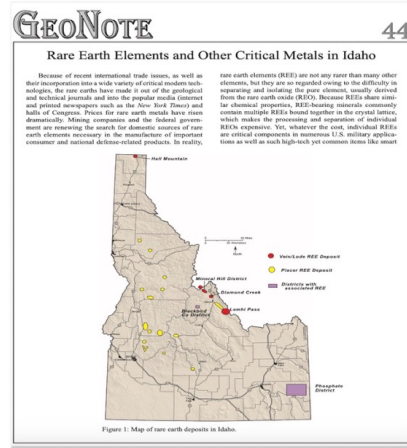 GEONOTE
44
Rare Earth Elements and Other Critical Metals in Idaho
Because of recent international trade issues, as well as
their incorporation into a wide variety of critical modern tech-
nologies, the rare earths have made it out of the geological
and technical journals and into the popular media (internet
and printed newspapers such as the New York Times) and
halls of Congress. Prices for rare earth metals have risen
dramatically. Mining companies and the federal govern-
ment are renewing the search for domestic sources of rare
earth elements necessary in the manufacture of important
consumer and national defense-related products. In reality,
rare earth elements (REE) are not any rarer than many other
elements, but they are so regarded owing to the difficulty in
separating and isolating the pure element, usually derived
from the rare earth oxide (REO). Because REEs share simi-
lar chemical properties, REE-bearing minerals commonly
contain multiple REEs bound together in the crystal lattice,
which makes the processing and separation of individual
REOs expensive. Yet, whatever the cost, individual REEs
are critical components in numerous U.S. military applica-
tions as well as such high-tech yet common items like smart
Hall Mountain
Vein/Lode REE Deposit
Placer REE Deposit
Districts with
associated REE
Mineral Hill District
Diamond Creek
Lemhi Pass
Blackbird
Co District
Phosphate
District
Figure 1: Map of rare earth deposits in Idaho.